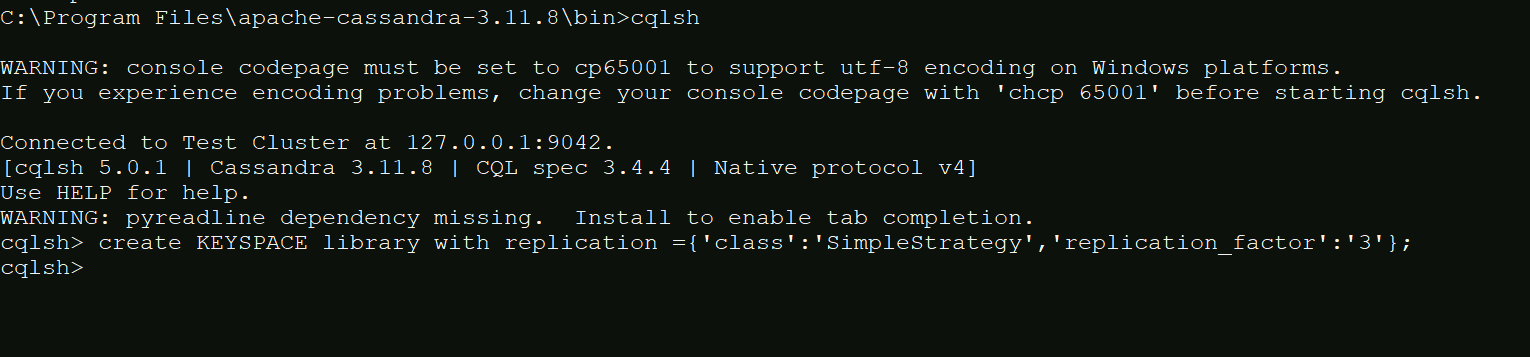 C:\Program Files\apache-cassandra-3.11.8\bin>cqlsh
WARNING: console codepage must be set to cp65001 to support utf-8 encoding on Windows platforms.
If you experience encoding problems, change your console codepage with 'chcp 65001' before starting cqlsh.
Connected to Test Cluster at 127.0.0.1:9042.
[cqlsh 5.0.1 | Cassandra 3.11.8 | CQL spec 3.4.4 | Native protocol v4]
Use HELP for help.
WARNING: pyreadline dependency missing.  Install to enable tab completion.
cqlsh> create KEYSPACE library with replication ={'class':'SimpleStrategy','replication_factor':'3'};
cqlsh>